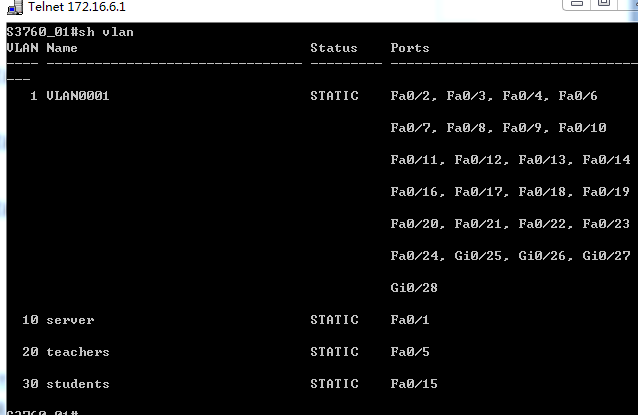 Telnet 172.16.6.1
S3760_01#sh vlan
VLAN Name                             Status    Ports
---- -------------------------------- --------- -------------------------------
---
   1 VLAN0001                         STATIC    Fa0/2, Fa0/3, Fa0/4, Fa0/6
                                                Fa0/7, Fa0/8, Fa0/9, Fa0/10
                                                Fa0/11, Fa0/12, Fa0/13, Fa0/14
                                                Fa0/16, Fa0/17, Fa0/18, Fa0/19
                                                Fa0/20, Fa0/21, Fa0/22, Fa0/23
                                                Fa0/24, Gi0/25, Gi0/26, Gi0/27
                                                Gi0/28
  10 server                           STATIC    Fa0/1
  20 teachers                         STATIC    Fa0/5
  30 students                         STATIC    Fa0/15
S3760_01#